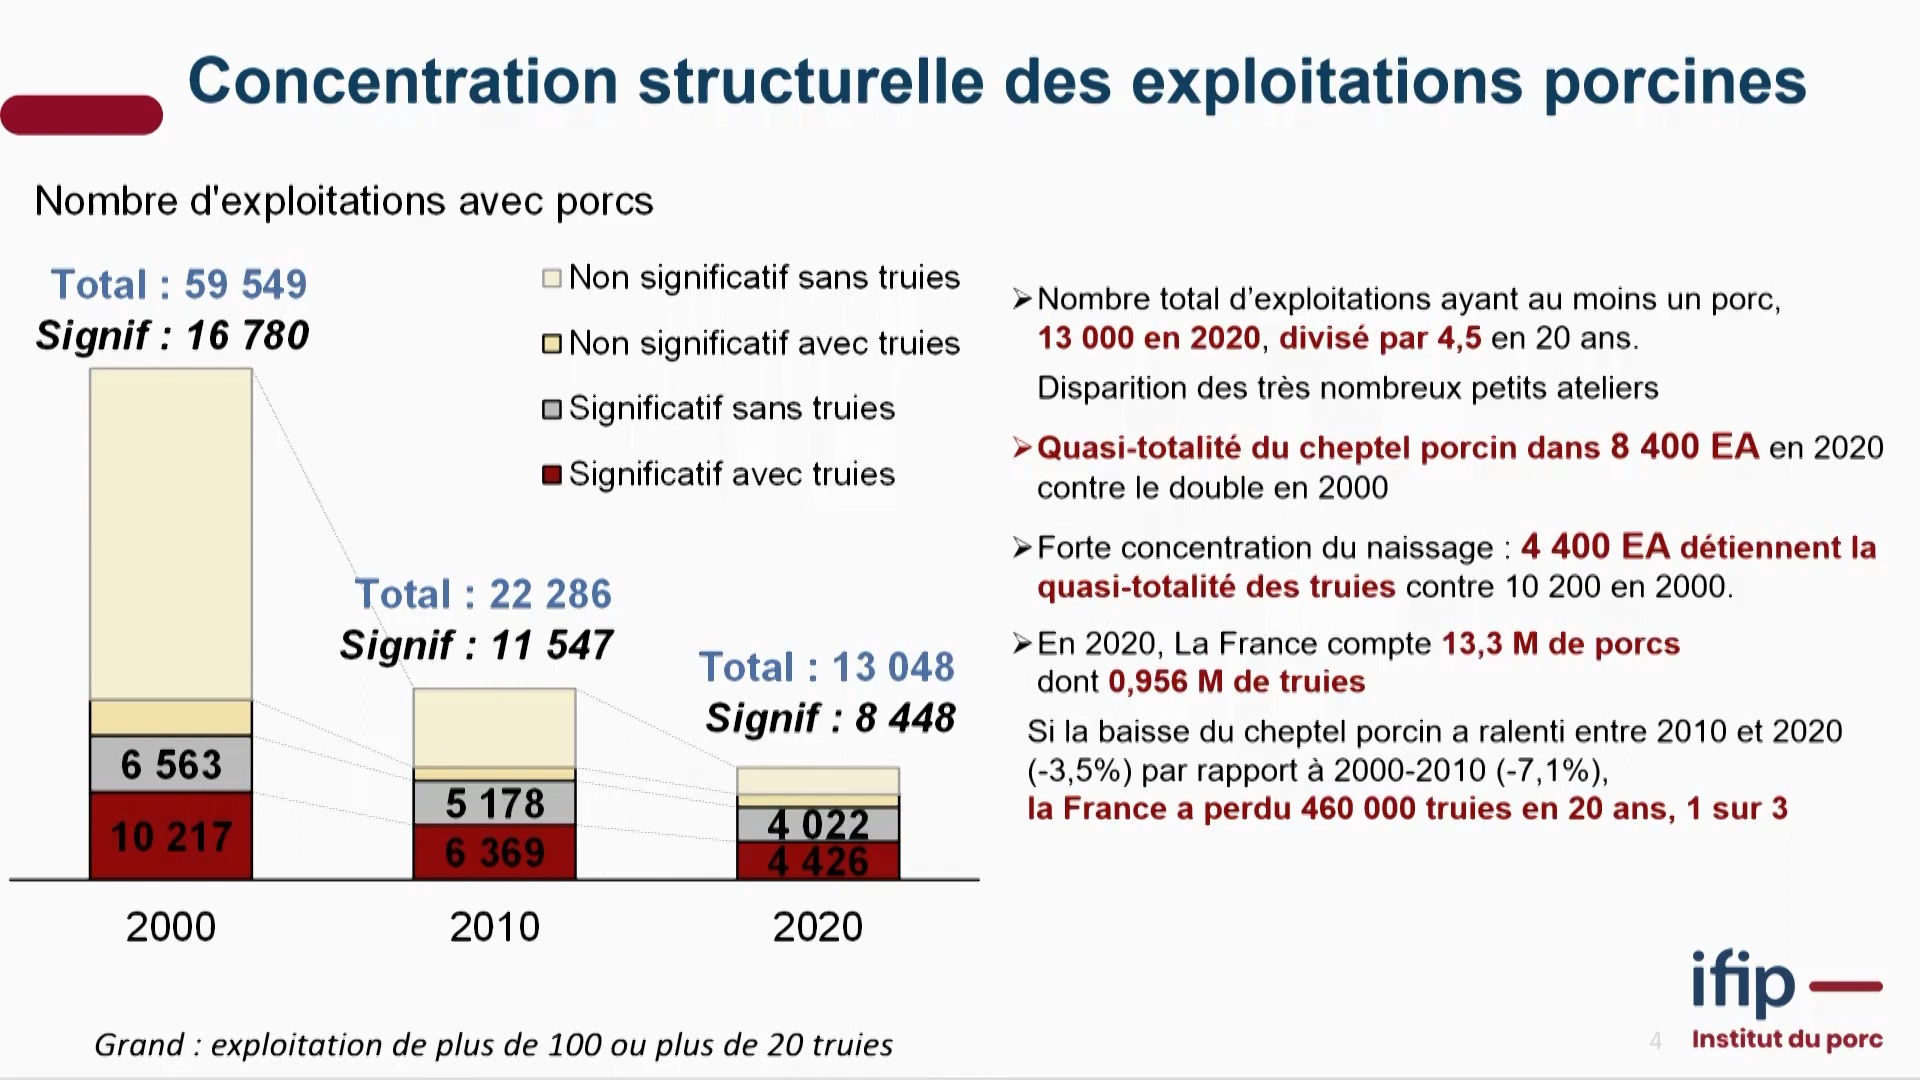 Concentration structurelle des exploitations porcines
Nombre d'exploitations avec porcs
Total : 59 549
Signif : 16 780
Non significatif sans truies
Non significatif avec truies
Significatif sans truies
Significatif avec truies
Total : 22 286
Signif : 11 547
Total : 13 048
Signif : 8 448
6 563
10 217
5 178
6 369
4 022
4 426
2000
2010
2020
Grand : exploitation de plus de 100 ou plus de 20 truies
➢Nombre total d’exploitations ayant au moins un porc,
13 000 en 2020, divisé par 4,5 en 20 ans.
Disparition des très nombreux petits ateliers
➢Quasi-totalité du cheptel porcin dans 8 400 EA en 2020
contre le double en 2000
➢Forte concentration du naissage : 4 400 EA détiennent la
quasi-totalité des truies contre 10 200 en 2000.
➢En 2020, La France compte 13,3 M de porcs
dont 0,956 M de truies
Si la baisse du cheptel porcin a ralenti entre 2010 et 2020
(-3,5%) par rapport à 2000-2010 (-7,1%),
la France a perdu 460 000 truies en 20 ans, 1 sur 3
ifip
4
Institut du porc